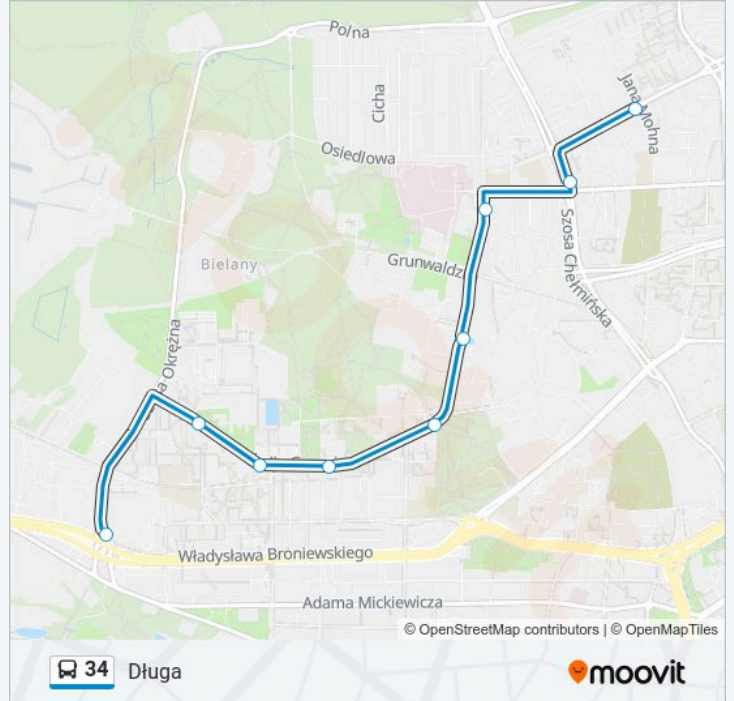 Polna
Cicha
Jana Mohna
Osiedlowa
Bielany
Grunwaldz
Szosa Chełmińska
a Okrężna
Władysława Broniewskiego
Adama Mickiewicza
© OpenStreetMap contributors | © OpenMapTiles
34 Długa
moovit